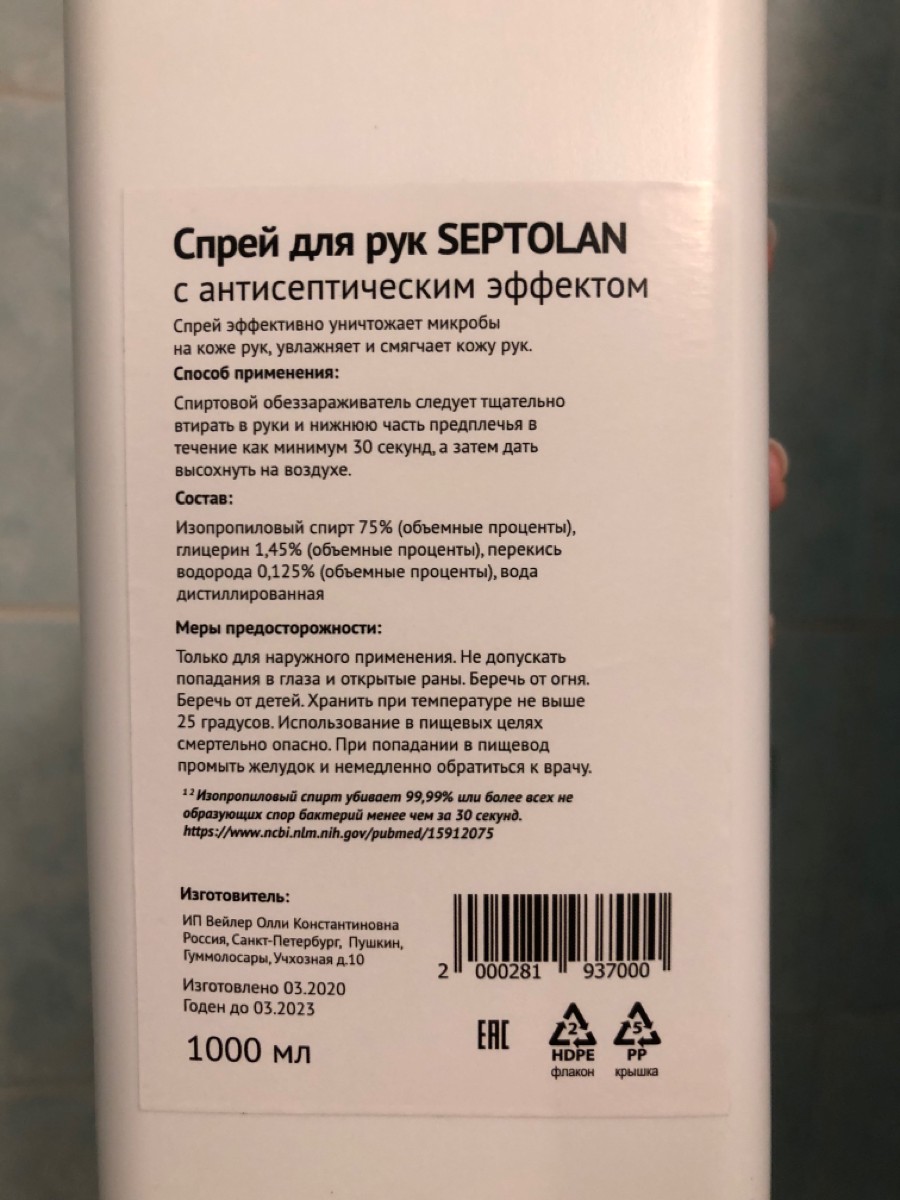 Спрей для рук SEPTOLAN
с антисептическим эффектом
Спрей эффективно уничтожает микробы
на коже рук, увлажняет и смягчает кожу рук.
Способ применения:
Спиртовой обеззараживатель следует тщательно
втирать в руки и нижнюю часть предплечья в
течение как минимум 30 секунд, а затем дать
высохнуть на воздухе.
Состав:
Изопропиловый спирт 75% (объемные проценты),
глицерин 1,45% (объемные проценты), перекись
водорода 0,125% (объемные проценты), вода
дистиллированная
Меры предосторожности:
Только для наружного применения. Не допускать
попадания в глаза и открытые раны. Беречь от огня.
Беречь от детей. Хранить при температуре не выше
25 градусов. Использование в пищевых целях
смертельно опасно. При попадании в пищевод
промыть желудок и немедленно обратиться к врачу.
¹ ² Изопропиловый спирт убивает 99,99% или более всех не
образующих спор бактерий менее чем за 30 секунд.
https://www.ncbi.nlm.nih.gov/pubmed/15912075
Изготовитель:
ИП Вейлер Олли Константиновна
Россия, Санкт-Петербург, Пушкин,
Гуммолосары, Учхозная д.10
Изготовлено 03.2020
Годен до 03.2023
1000 мл
2 000281 937000
EAC
2 5
HDPE PP
флакон крышка